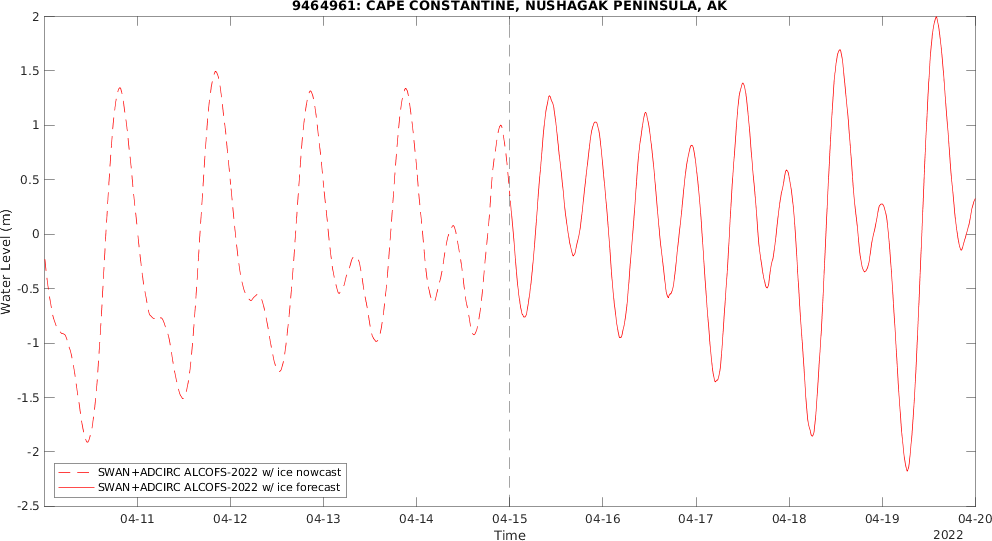 9464961: CAPE CONSTANTINE, NUSHAGAK PENINSULA, AK
2
1.5
1
0.5
0
-0.5
-1
-1.5
-2
-2.5
Water Level (m)
SWAN+ADCIRC ALCOFS-2022 w/ ice nowcast
SWAN+ADCIRC ALCOFS-2022 w/ ice forecast
04-11 04-12 04-13 04-14 04-15 04-16 04-17 04-18 04-19 04-20
Time
2022